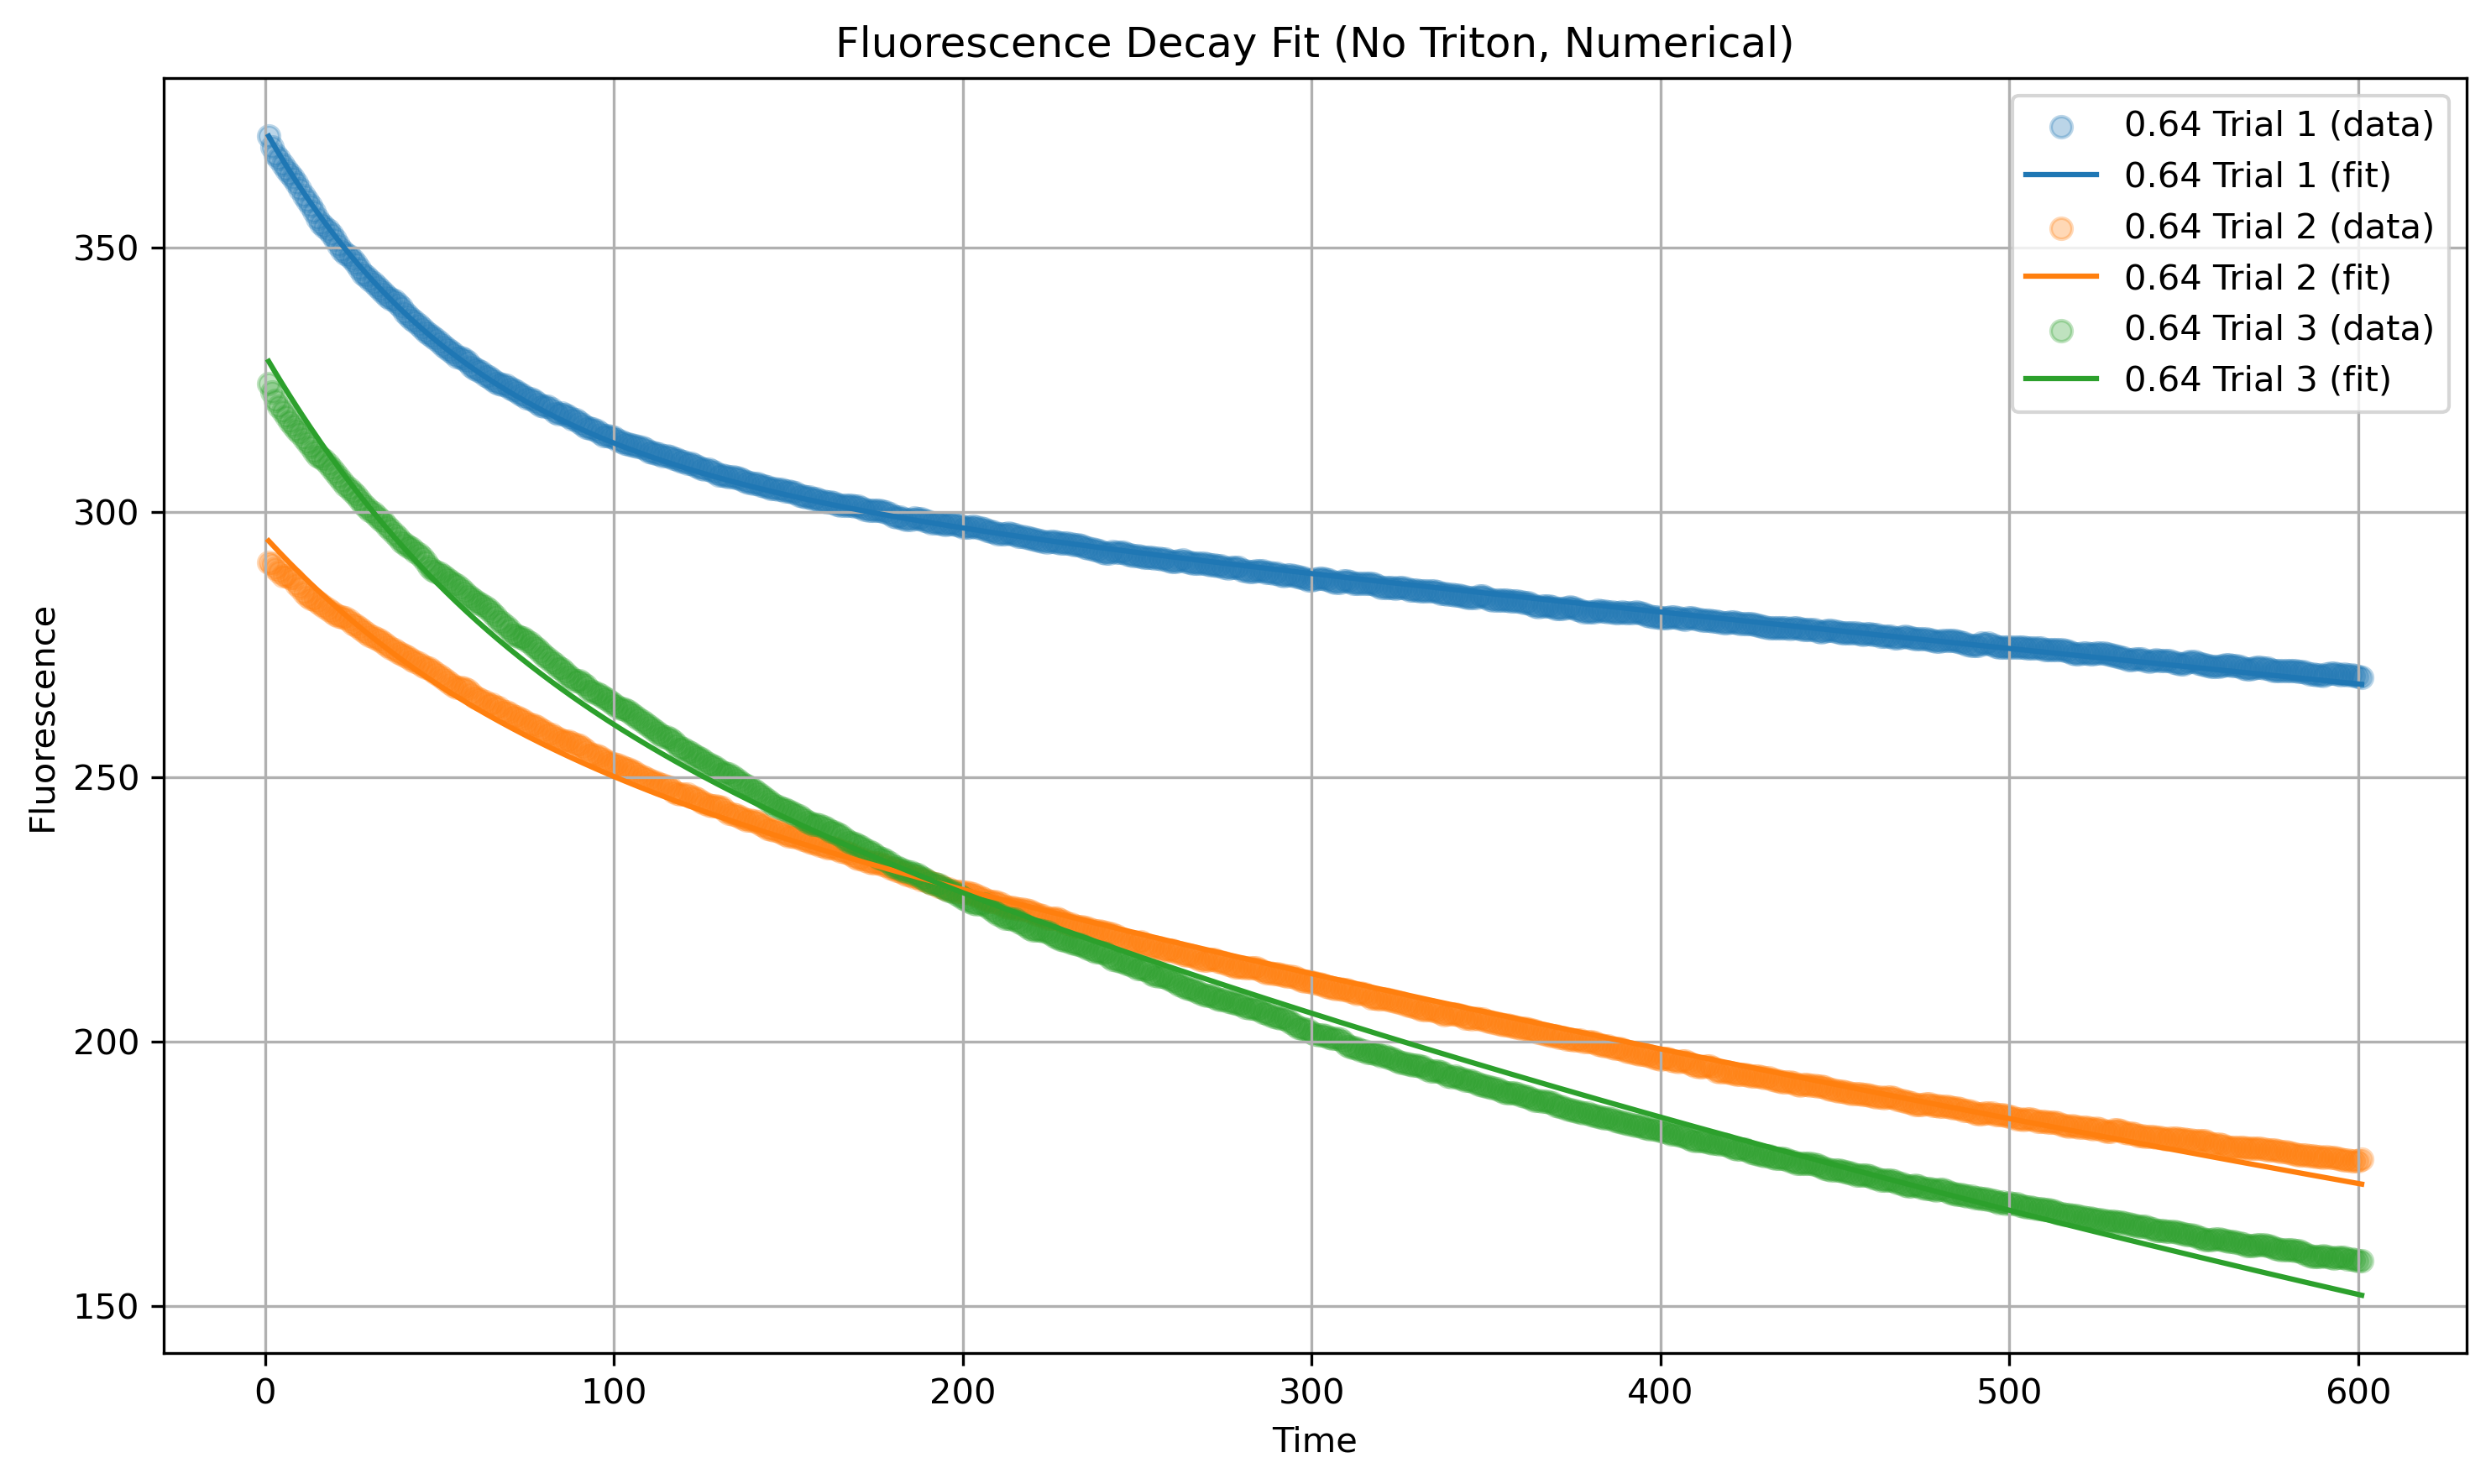 Fluorescence Decay Fit (No Triton, Numerical)
0.64 Trial 1 (data)
0.64 Trial 1 (fit)
0.64 Trial 2 (data)
0.64 Trial 2 (fit)
0.64 Trial 3 (data)
0.64 Trial 3 (fit)
Fluorescence
350
300
250
200
150
0 100 200 300 400 500 600
Time